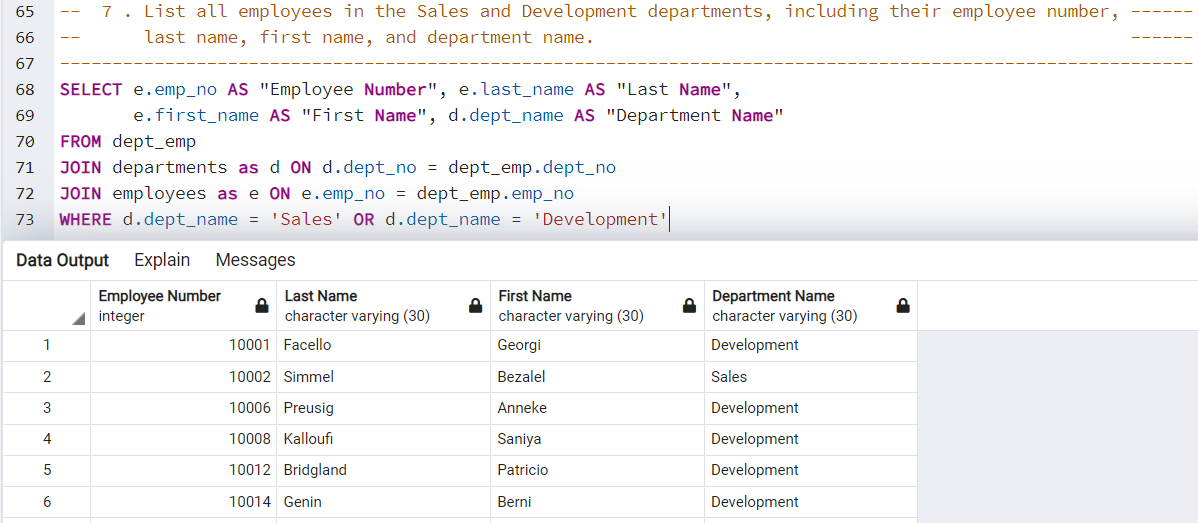 65 --  7 . List all employees in the Sales and Development departments, including their employee number, ------
66 --      last name, first name, and department name.                                                   ------
67 ------------------------------------------------------------------------------------------------------------
68 SELECT e.emp_no AS "Employee Number", e.last_name AS "Last Name",
69        e.first_name AS "First Name", d.dept_name AS "Department Name"
70 FROM dept_emp
71 JOIN departments as d ON d.dept_no = dept_emp.dept_no
72 JOIN employees as e ON e.emp_no = dept_emp.emp_no
73 WHERE d.dept_name = 'Sales' OR d.dept_name = 'Development'
Data Output Explain Messages
Employee Number Last Name First Name Department Name
integer character varying (30) character varying (30) character varying (30)
1 10001 Facello Georgi Development
2 10002 Simmel Bezalel Sales
3 10006 Preusig Anneke Development
4 10008 Kalloufi Saniya Development
5 10012 Bridgland Patricio Development
6 10014 Genin Berni Development